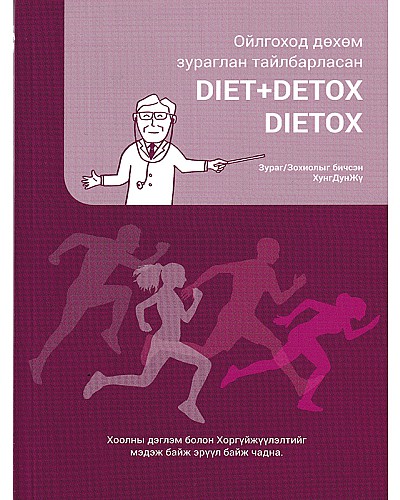 Ойлгоход дөхөм
зураглан тайлбарласан
DIET+DETOX
DIETOX
Зураг/Зохиолыг бичсэн
ХунгДунЖү
Хоолны дэглэм болон Хоргүйжүүлэлтийг
мэдэж байж эрүүл байж чадна.